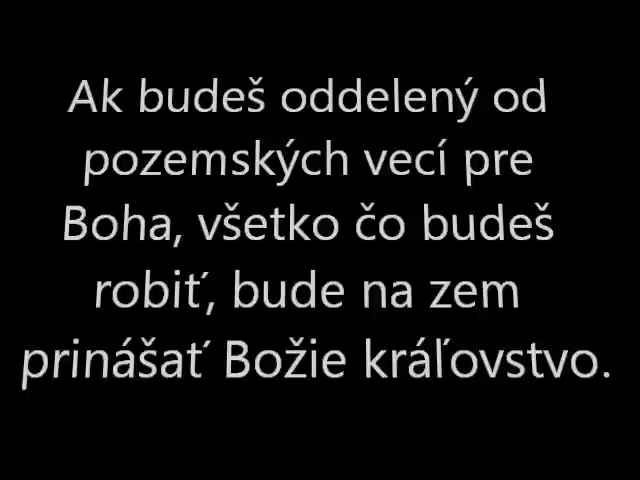 Ak budeš oddelený od
pozemských vecí pre
Boha, všetko čo budeš
robiť, bude na zem
prinášať Božie kráľovstvo.